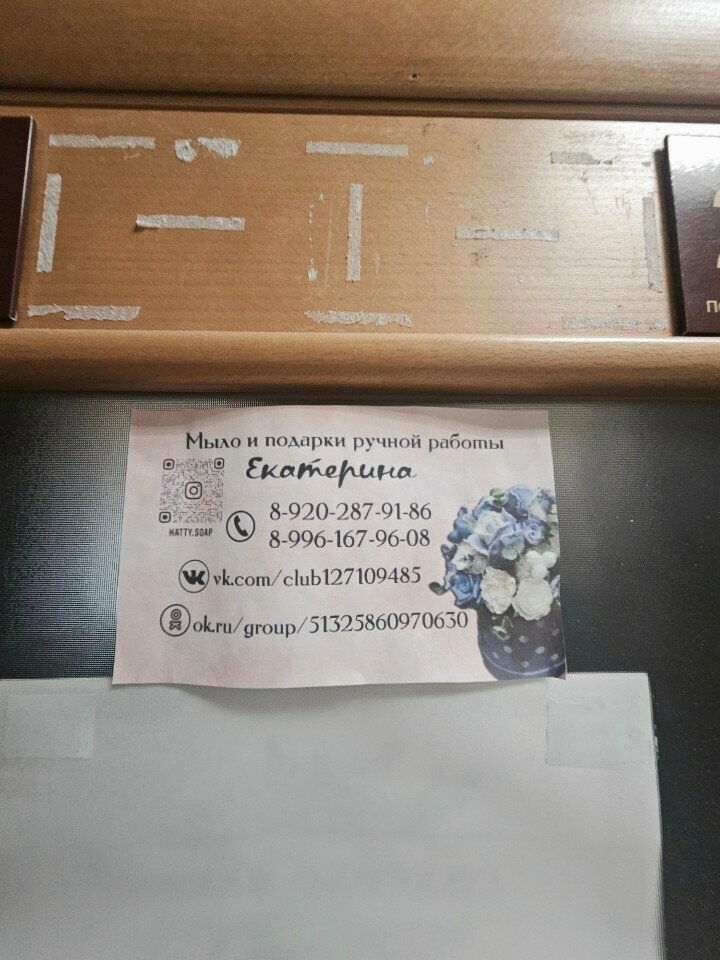 Мыло и подарки ручной работы
Екатерина
KATTY.SOAP
8-920-287-91-86
8-996-167-96-08
vk.com/club127109485
ok.ru/group/51325860970630